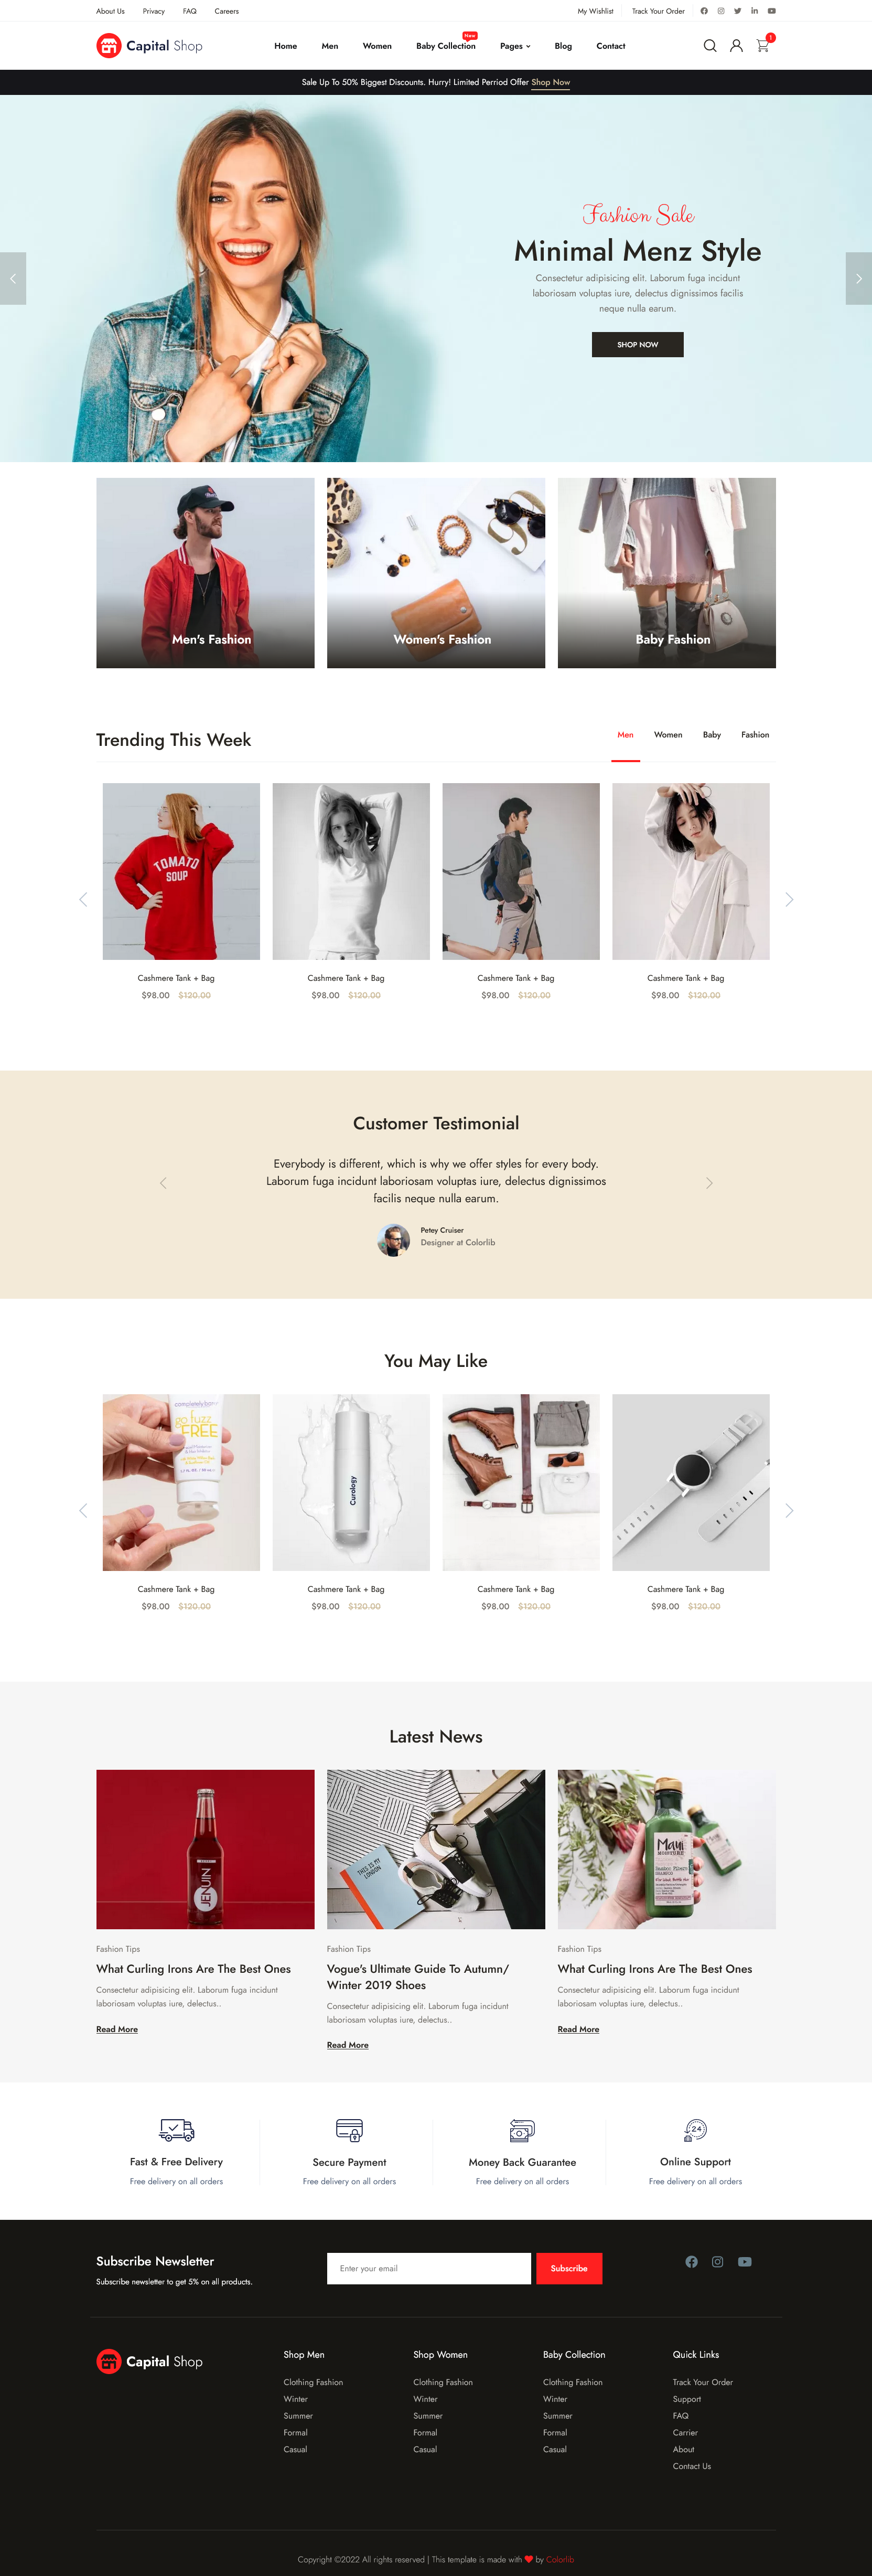 About Us Privacy FAQ Careers My Wishlist Track Your Order
Capital Shop
Home Men Women Baby Collection New Pages Blog Contact
1
Sale Up To 50% Biggest Discounts. Hurry! Limited Perriod Offer Shop Now
Fashion Sale
Minimal Menz Style
Consectetur adipisicing elit. Laborum fuga incidunt
laboriosam voluptas iure, delectus dignissimos facilis
neque nulla earum.
SHOP NOW
Men's Fashion Women's Fashion Baby Fashion
Trending This Week
Men Women Baby Fashion
TOMATO
SOUP
Cashmere Tank + Bag Cashmere Tank + Bag Cashmere Tank + Bag Cashmere Tank + Bag
$98.00 $120.00 $98.00 $120.00 $98.00 $120.00 $98.00 $120.00
Customer Testimonial
Everybody is different, which is why we offer styles for every body.
Laborum fuga incidunt laboriosam voluptas iure, delectus dignissimos
facilis neque nulla earum.
Petey Cruiser
Designer at Colorlib
You May Like
completely bare
go fuzz
FREE
Curology
Cashmere Tank + Bag Cashmere Tank + Bag Cashmere Tank + Bag Cashmere Tank + Bag
$98.00 $120.00 $98.00 $120.00 $98.00 $120.00 $98.00 $120.00
Latest News
JENUIN
THIS IS MY
LONDON
Maui
MOISTURE
Fashion Tips
What Curling Irons Are The Best Ones
Consectetur adipisicing elit. Laborum fuga incidunt
laboriosam voluptas iure, delectus..
Read More
Fashion Tips
Vogue's Ultimate Guide To Autumn/
Winter 2019 Shoes
Consectetur adipisicing elit. Laborum fuga incidunt
laboriosam voluptas iure, delectus..
Read More
Fashion Tips
What Curling Irons Are The Best Ones
Consectetur adipisicing elit. Laborum fuga incidunt
laboriosam voluptas iure, delectus..
Read More
24
Fast & Free Delivery
Free delivery on all orders
Secure Payment
Free delivery on all orders
Money Back Guarantee
Free delivery on all orders
Online Support
Free delivery on all orders
Subscribe Newsletter
Subscribe newsletter to get 5% on all products.
Enter your email
Subscribe
Capital Shop
Shop Men
Clothing Fashion
Winter
Summer
Formal
Casual
Shop Women
Clothing Fashion
Winter
Summer
Formal
Casual
Baby Collection
Clothing Fashion
Winter
Summer
Formal
Casual
Quick Links
Track Your Order
Support
FAQ
Carrier
About
Contact Us
Copyright ©2022 All rights reserved | This template is made with ❤ by Colorlib